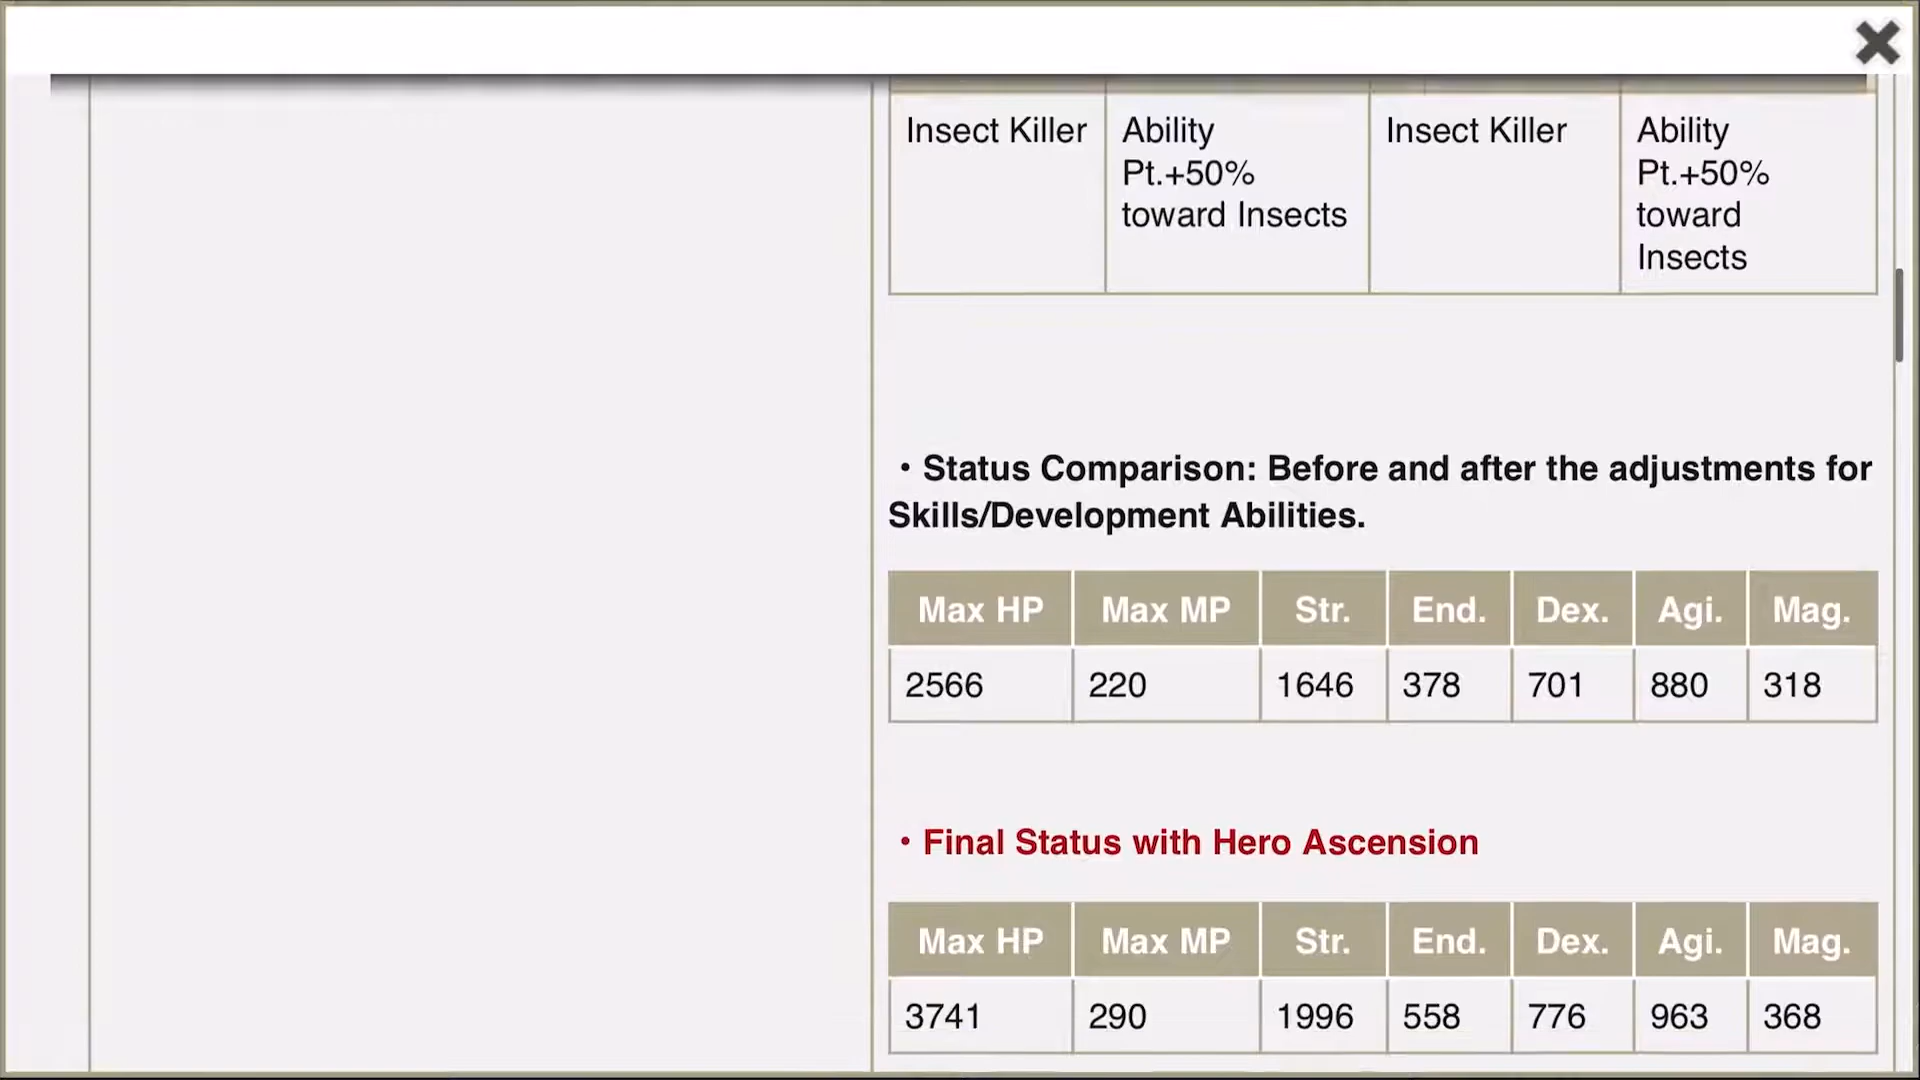 Insect Killer Ability Insect Killer Ability
Pt.+50% Pt.+50%
toward Insects toward
Insects
・Status Comparison: Before and after the adjustments for
Skills/Development Abilities.
Max HP Max MP Str. End. Dex. Agi. Mag.
2566 220 1646 378 701 880 318
・Final Status with Hero Ascension
Max HP Max MP Str. End. Dex. Agi. Mag.
3741 290 1996 558 776 963 368